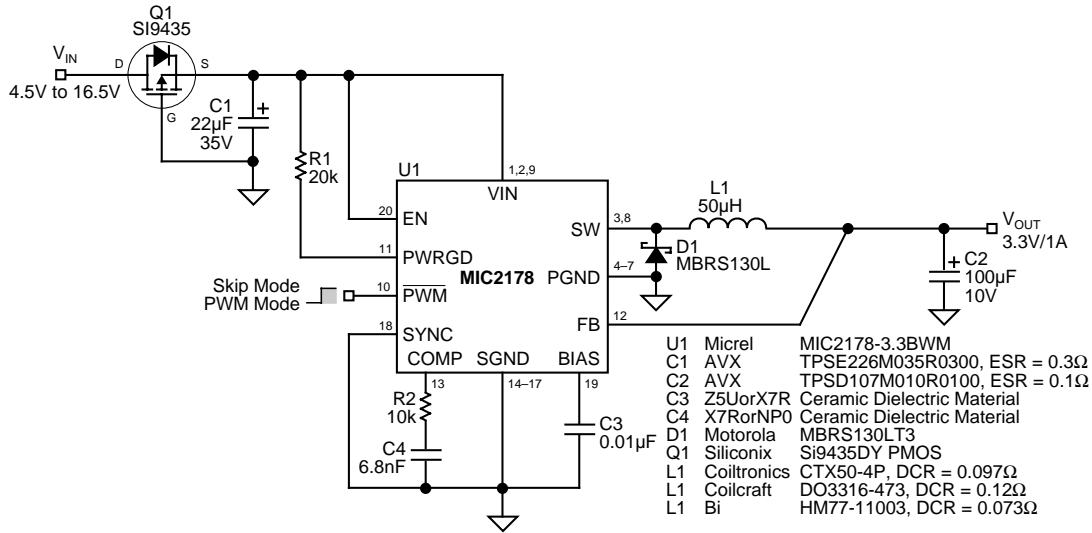 Q1
SI9435
V_IN
D
S
4.5V to 16.5V
G
C1
22µF
35V
+
R1
20k
U1
1,2,9
VIN
20
EN
SW
3,8
L1
50µH
V_OUT
3.3V/1A
11
PWRGD
D1
MBRS130L
MIC2178
PGND
4–7
+
C2
100µF
10V
Skip Mode
PWM Mode
10
PWM
FB
12
18
SYNC
COMP
SGND
BIAS
13
14–17
19
R2
10k
C4
6.8nF
C3
0.01µF
U1 Micrel MIC2178-3.3BWM
C1 AVX TPSE226M035R0300, ESR = 0.3Ω
C2 AVX TPSD107M010R0100, ESR = 0.1Ω
C3 Z5UorX7R Ceramic Dielectric Material
C4 X7RorNP0 Ceramic Dielectric Material
D1 Motorola MBRS130LT3
Q1 Siliconix Si9435DY PMOS
L1 Coiltronics CTX50-4P, DCR = 0.097Ω
L1 Coilcraft DO3316-473, DCR = 0.12Ω
L1 Bi HM77-11003, DCR = 0.073Ω